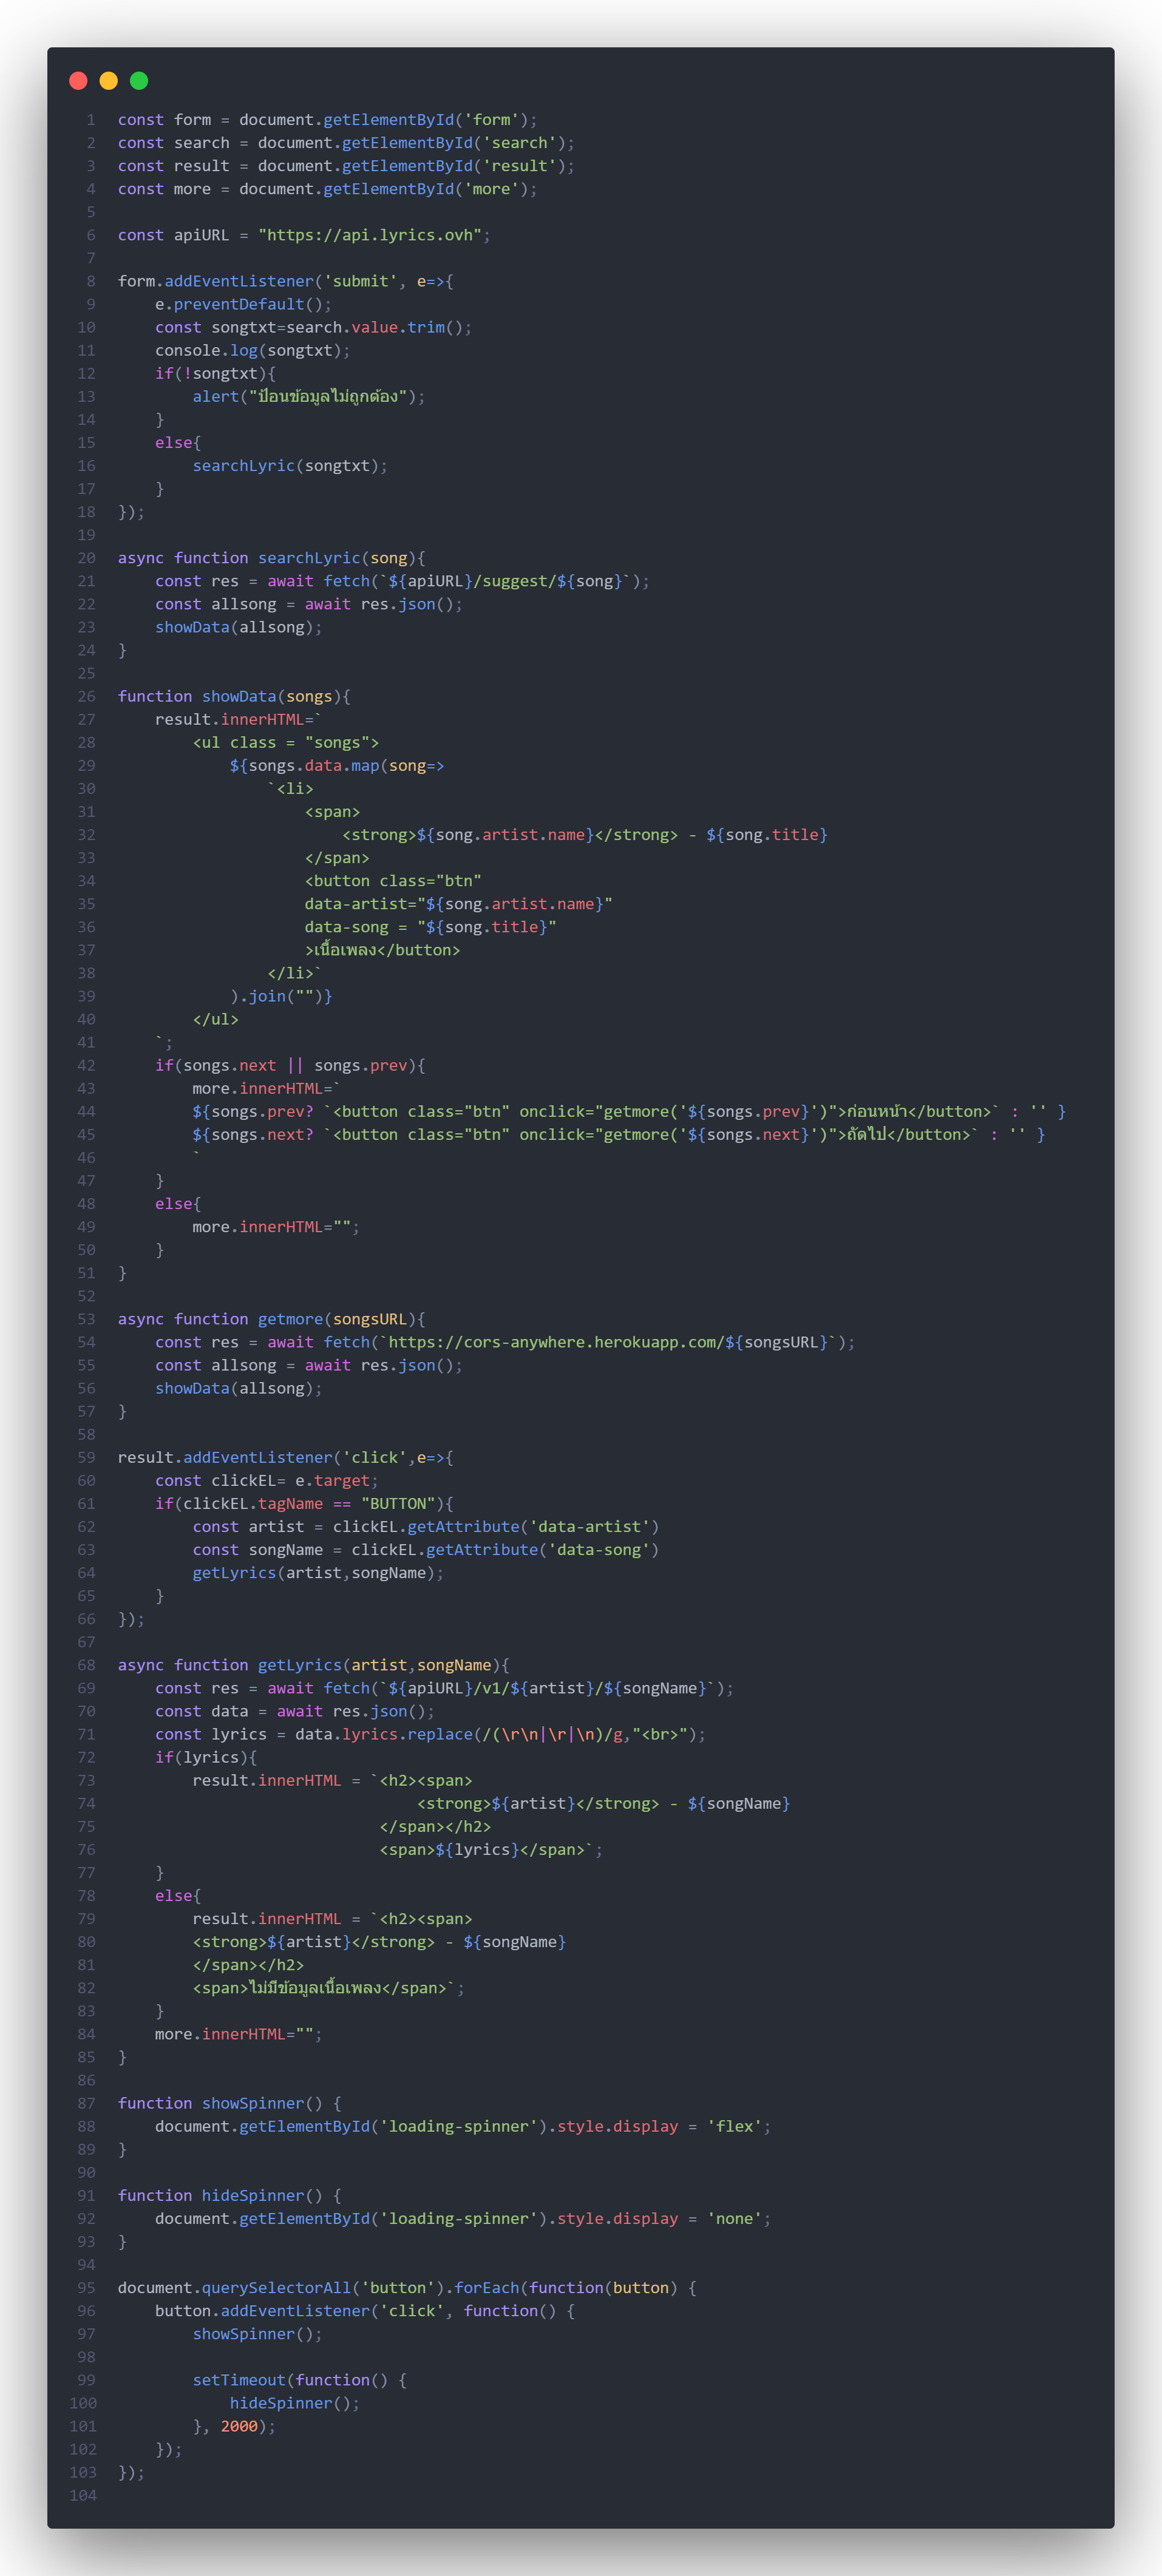 1 const form = document.getElementById('form');
2 const search = document.getElementById('search');
3 const result = document.getElementById('result');
4 const more = document.getElementById('more');
5
6 const apiURL = "https://api.lyrics.ovh";
7
8 form.addEventListener('submit', e=>{
9     e.preventDefault();
10     const songtxt=search.value.trim();
11     console.log(songtxt);
12     if(!songtxt){
13         alert("ป้อนข้อมูลไม่ถูกต้อง");
14     }
15     else{
16         searchLyric(songtxt);
17     }
18 });
19
20 async function searchLyric(song){
21     const res = await fetch(`${apiURL}/suggest/${song}`);
22     const allsong = await res.json();
23     showData(allsong);
24 }
25
26 function showData(songs){
27     result.innerHTML=`
28         <ul class = "songs">
29             ${songs.data.map(song=>
30                 `<li>
31                     <span>
32                         <strong>${song.artist.name}</strong> - ${song.title}
33                     </span>
34                     <button class="btn"
35                     data-artist="${song.artist.name}"
36                     data-song = "${song.title}"
37                     >เนื้อเพลง</button>
38                 </li>`
39             ).join("")}
40         </ul>
41     `;
42     if(songs.next || songs.prev){
43         more.innerHTML=`
44         ${songs.prev? `<button class="btn" onclick="getmore('${songs.prev}')">ก่อนหน้า</button>` : '' }
45         ${songs.next? `<button class="btn" onclick="getmore('${songs.next}')">ถัดไป</button>` : '' }
46         `
47     }
48     else{
49         more.innerHTML="";
50     }
51 }
52
53 async function getmore(songsURL){
54     const res = await fetch(`https://cors-anywhere.herokuapp.com/${songsURL}`);
55     const allsong = await res.json();
56     showData(allsong);
57 }
58
59 result.addEventListener('click',e=>{
60     const clickEL= e.target;
61     if(clickEL.tagName == "BUTTON"){
62         const artist = clickEL.getAttribute('data-artist')
63         const songName = clickEL.getAttribute('data-song')
64         getLyrics(artist,songName);
65     }
66 });
67
68 async function getLyrics(artist,songName){
69     const res = await fetch(`${apiURL}/v1/${artist}/${songName}`);
70     const data = await res.json();
71     const lyrics = data.lyrics.replace(/(\r\n|\r|\n)/g,"<br>");
72     if(lyrics){
73         result.innerHTML = `<h2><span>
74                                 <strong>${artist}</strong> - ${songName}
75                             </span></h2>
76                             <span>${lyrics}</span>`;
77     }
78     else{
79         result.innerHTML = `<h2><span>
80         <strong>${artist}</strong> - ${songName}
81         </span></h2>
82         <span>ไม่มีข้อมูลเนื้อเพลง</span>`;
83     }
84     more.innerHTML="";
85 }
86
87 function showSpinner() {
88     document.getElementById('loading-spinner').style.display = 'flex';
89 }
90
91 function hideSpinner() {
92     document.getElementById('loading-spinner').style.display = 'none';
93 }
94
95 document.querySelectorAll('button').forEach(function(button) {
96     button.addEventListener('click', function() {
97         showSpinner();
98
99         setTimeout(function() {
100             hideSpinner();
101         }, 2000);
102     });
103 });
104